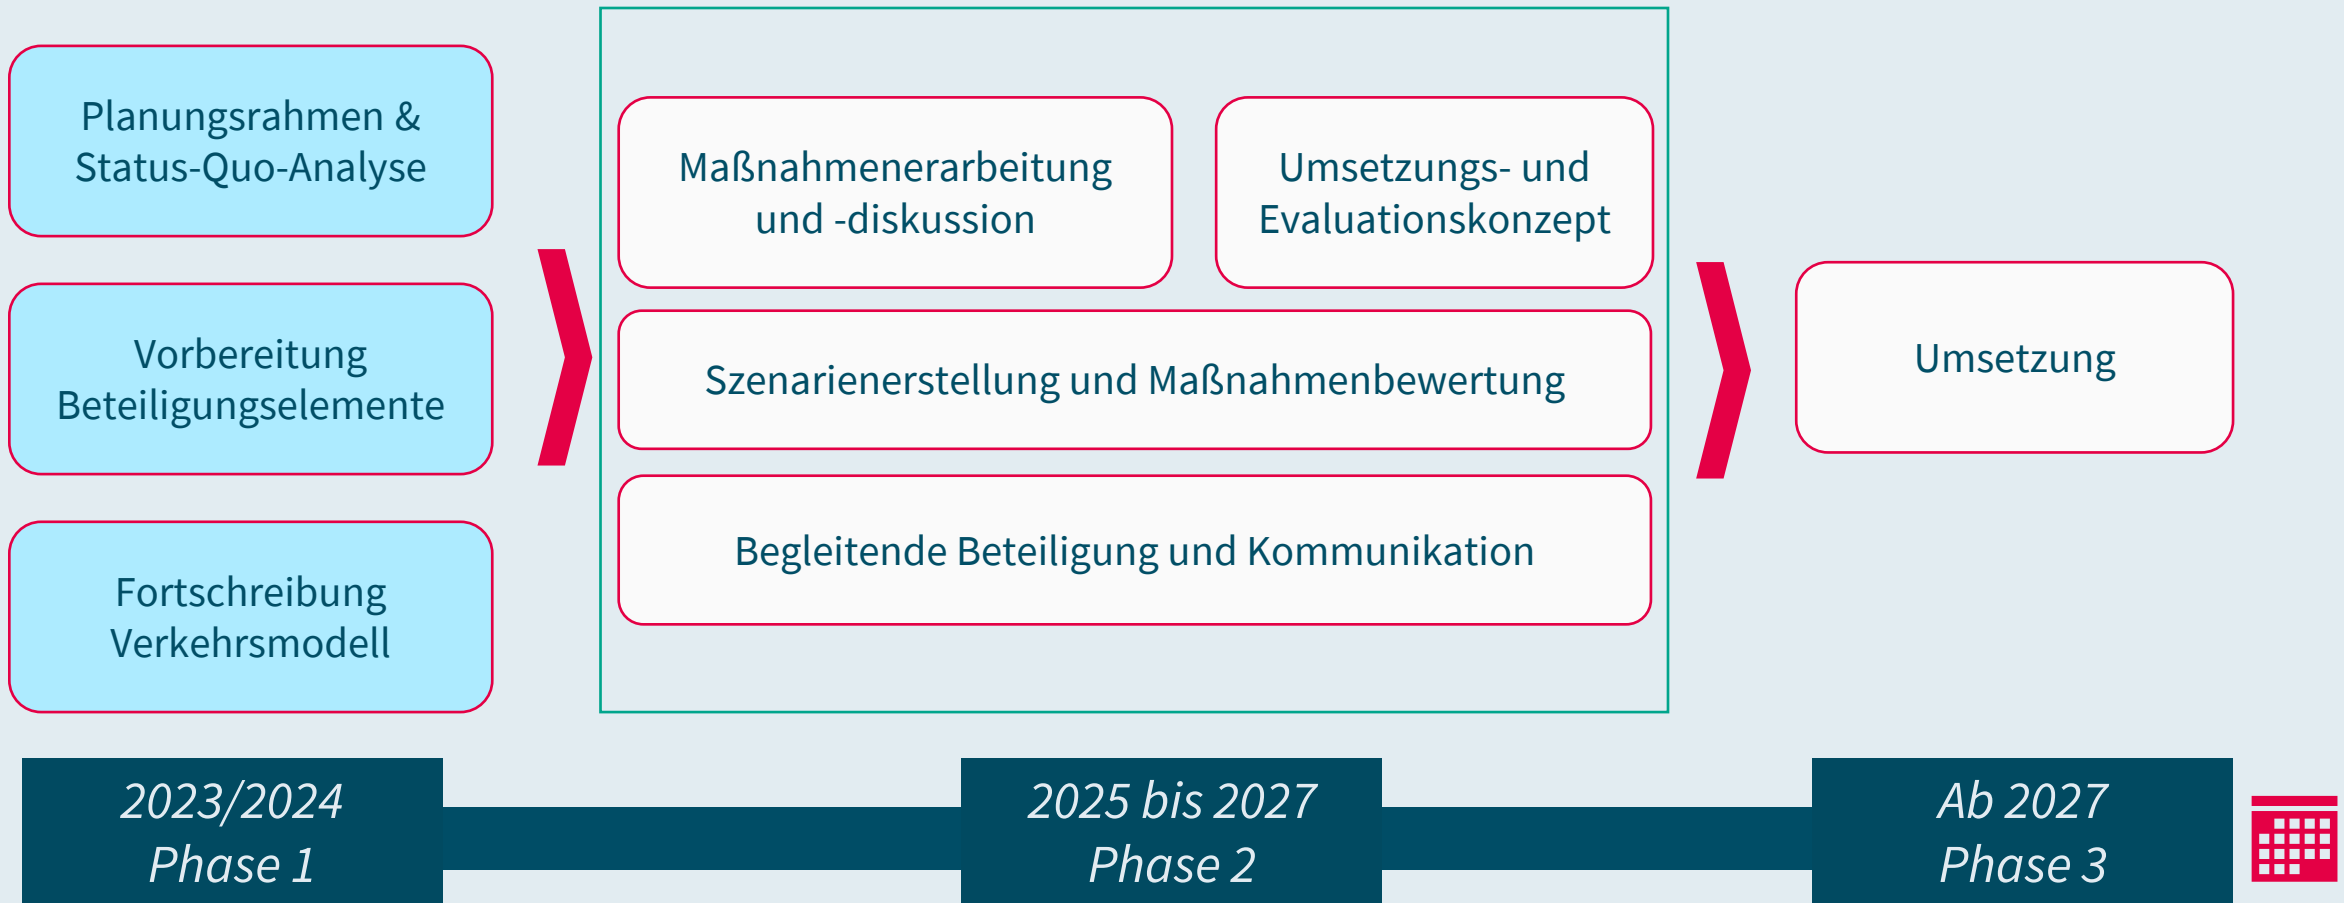 Planungsrahmen &
Status-Quo-Analyse
Vorbereitung
Beteiligungselemente
Fortschreibung
Verkehrsmodell
Maßnahmenerarbeitung
und -diskussion
Umsetzungs- und
Evaluationskonzept
Szenarienerstellung und Maßnahmenbewertung
Begleitende Beteiligung und Kommunikation
Umsetzung
2023/2024
Phase 1
2025 bis 2027
Phase 2
Ab 2027
Phase 3